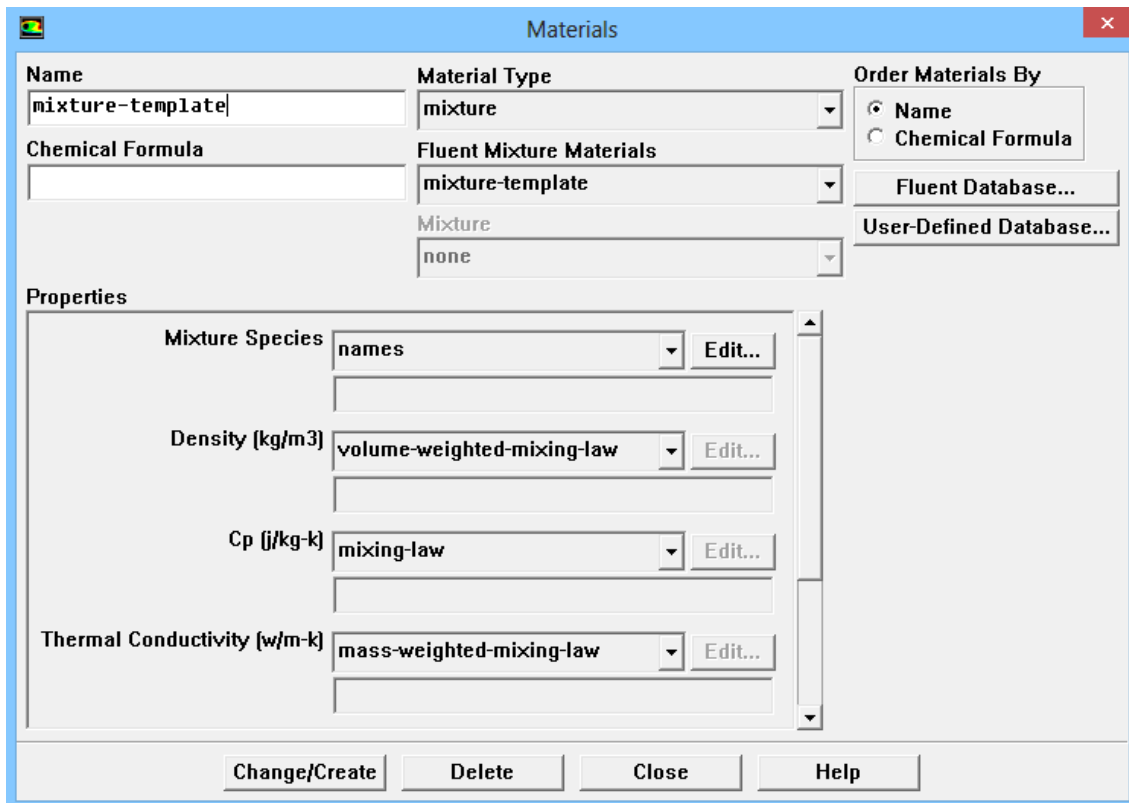 Materials
Name
mixture-template
Chemical Formula
Material Type
mixture
Fluent Mixture Materials
mixture-template
Mixture
none
Order Materials By
Name
Chemical Formula
Fluent Database...
User-Defined Database...
Properties
Mixture Species
names
Edit...
Density (kg/m3)
volume-weighted-mixing-law
Edit...
Cp (j/kg-k)
mixing-law
Edit...
Thermal Conductivity (w/m-k)
mass-weighted-mixing-law
Edit...
Change/Create
Delete
Close
Help